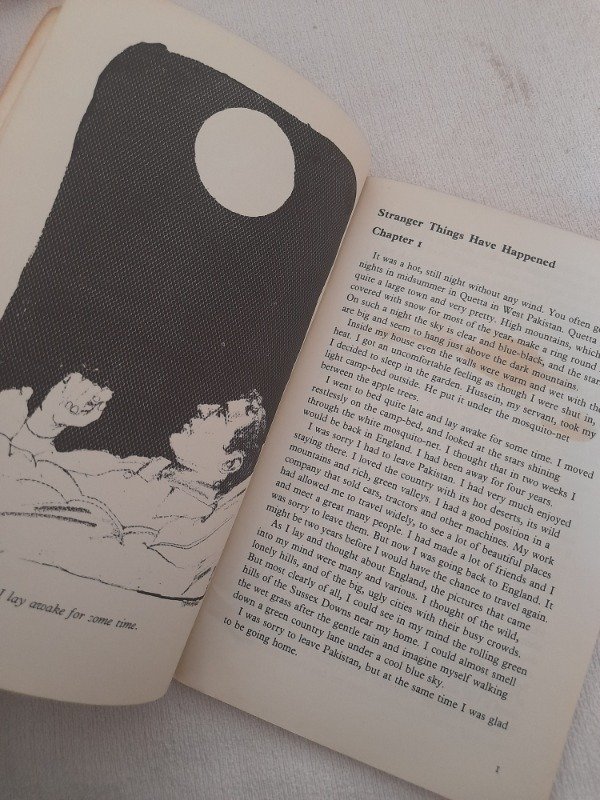 I lay awake for some time.
Stranger Things Have Happened
Chapter 1
It was a hot, still night without any wind. You often ge
nights in midsummer in Quetta in West Pakistan. Quetta
quite a large town and very pretty. High mountains, which
covered with snow for most of the year, make a ring round
On such a night the sky is clear and blue-black, and the star
are big and seem to hang just above the dark mountains.
Inside my house even the walls were warm and wet with the
heat. I got an uncomfortable feeling as though I were shut in,
I decided to sleep in the garden. Hussein, my servant, took my
light camp-bed outside. He put it under the mosquito-net
between the apple trees.
I went to bed quite late and lay awake for some time. I moved
restlessly on the camp-bed, and looked at the stars shining
through the white mosquito-net. I thought that in two weeks I
would be back in England. I had been away for four years.
I was sorry I had to leave Pakistan. I had very much enjoyed
staying there. I loved the country with its hot deserts, its wild
mountains and rich, green valleys. I had a good position in a
company that sold cars, tractors and other machines. My work
had allowed me to travel widely, to see a lot of beautiful places
and meet a great many people. I had made a lot of friends and I
was sorry to leave them. But now I was going back to England. It
might be two years before I would have the chance to travel again.
As I lay and thought about England, the pictures that came
into my mind were many and various. I thought of the wild,
lonely hills, and of the big, ugly cities with their busy crowds.
But most clearly of all, I could see in my mind the rolling green
hills of the Sussex Downs near my home. I could almost smell
the wet grass after the gentle rain and imagine myself walking
down a green country lane under a cool blue sky.
I was sorry to leave Pakistan, but at the same time I was glad
to be going home.
1